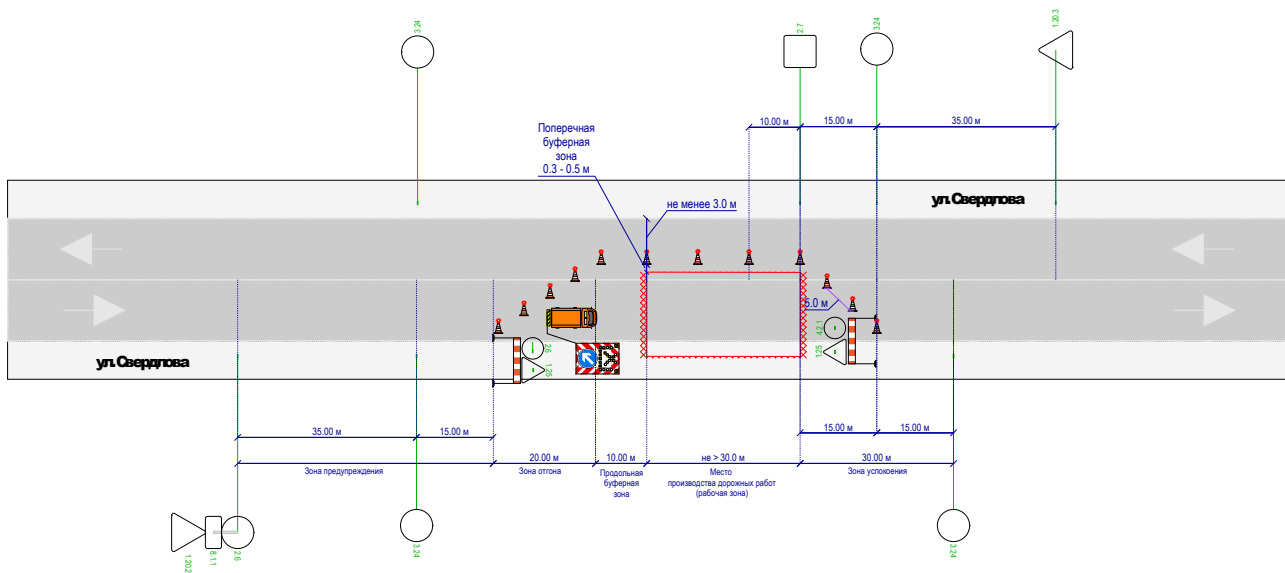 3.24
2.7
3.24
1.20.3
10.00 м
15.00 м
35.00 м
Поперечная
буферная
зона
0.3 - 0.5 м
не менее 3.0 м
ул. Свердлова
5.0 м
4.2.1
1.25
2.6
1.25
ул. Свердлова
35.00 м
15.00 м
15.00 м
15.00 м
20.00 м
10.00 м
не > 30.0 м
30.00 м
Зона предупреждения
Зона отгона
Продольная
буферная
зона
Место
производства дорожных работ
(рабочая зона)
Зона успокоения
1.20.2
8.1.1
2.6
3.24
3.24